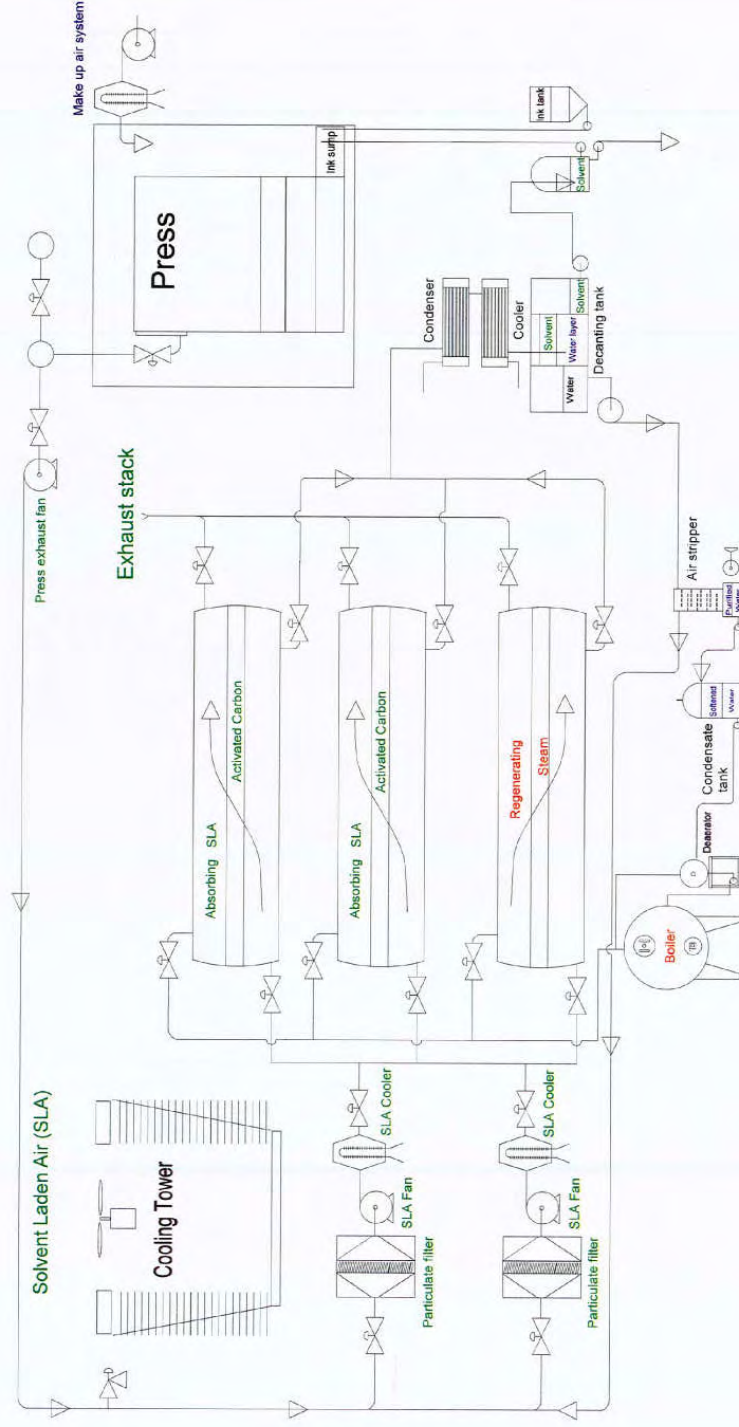 Make up air system
Press
Ink sump
Ink tank
Solvent
Press exhaust fan
Exhaust stack
Condenser
Cooler
Solvent
Water layer
Solvent
Water
Decanting tank
Air stripper
Purified
Water
Softened
Water
Condensate
tank
Deaerator
D
Boiler
Absorbing SLA
Activated Carbon
Absorbing SLA
Activated Carbon
Regenerating
Steam
Solvent Laden Air (SLA)
Cooling Tower
SLA Cooler
SLA Fan
Particulate filter
SLA Cooler
SLA Fan
Particulate filter